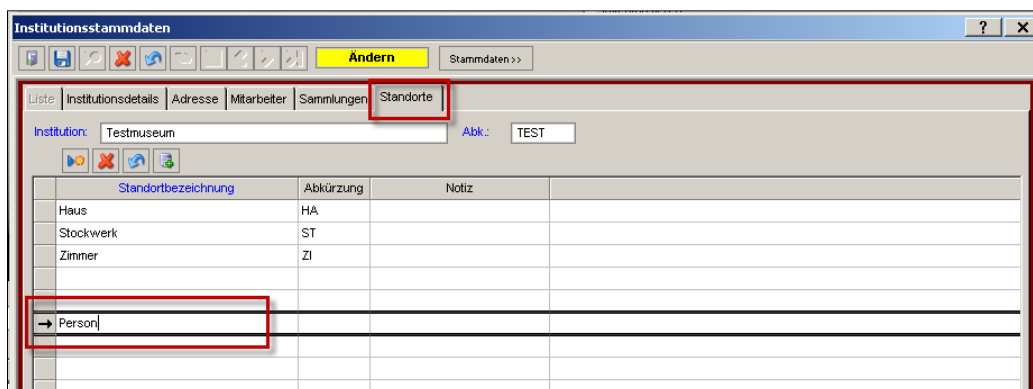 Institutionsstammdaten ? X
Ändern Stammdaten >>
Liste Institutionsdetails Adresse Mitarbeiter Sammlungen Standorte
Institution: Testmuseum Abk.: TEST
Standortbezeichnung Abkürzung Notiz
Haus HA
Stockwerk ST
Zimmer ZI
Person